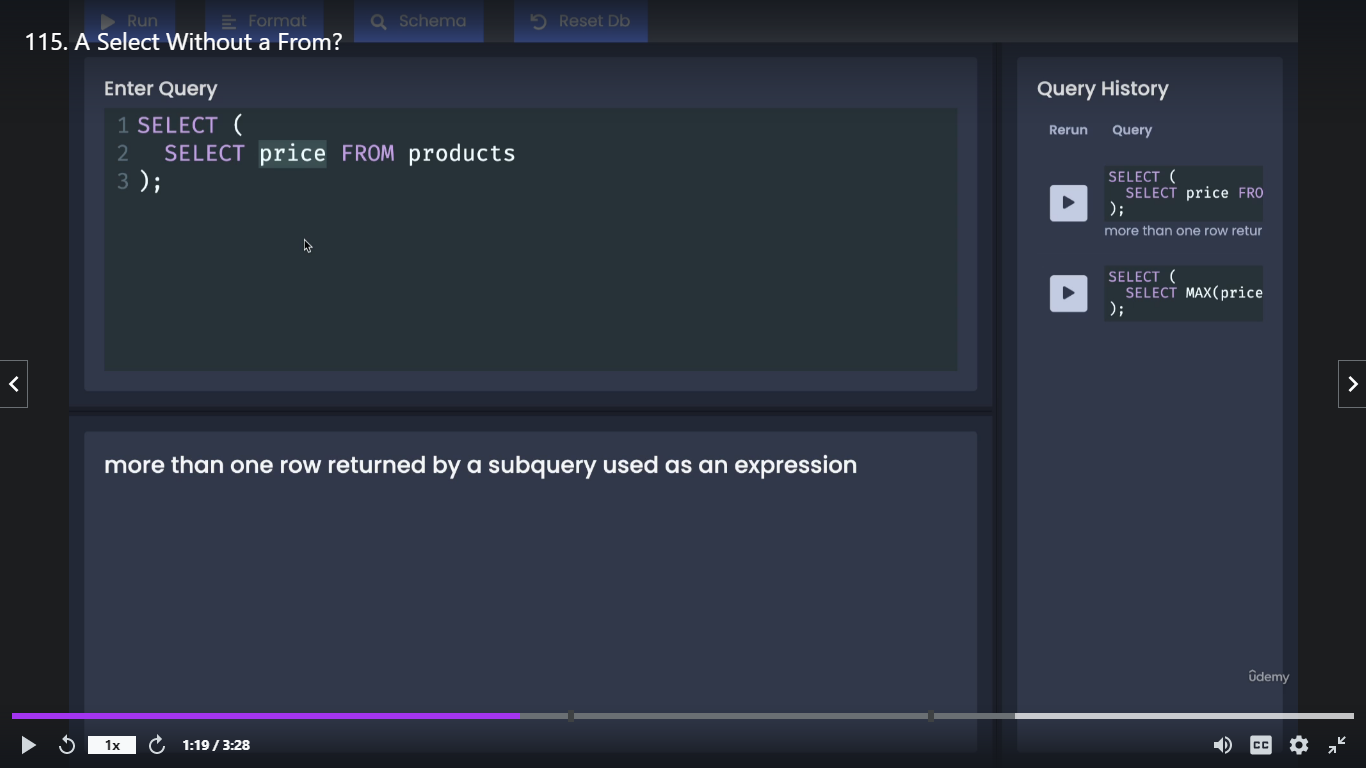 Run Format Schema Reset Db
115. A Select Without a From?
Enter Query
1 SELECT (
2 SELECT price FROM products
3 );
more than one row returned by a subquery used as an expression
Query History
Rerun Query
SELECT (
SELECT price FRO
);
more than one row retur
SELECT (
SELECT MAX(price
);
ûdemy
1x 1:19 / 3:28 CC